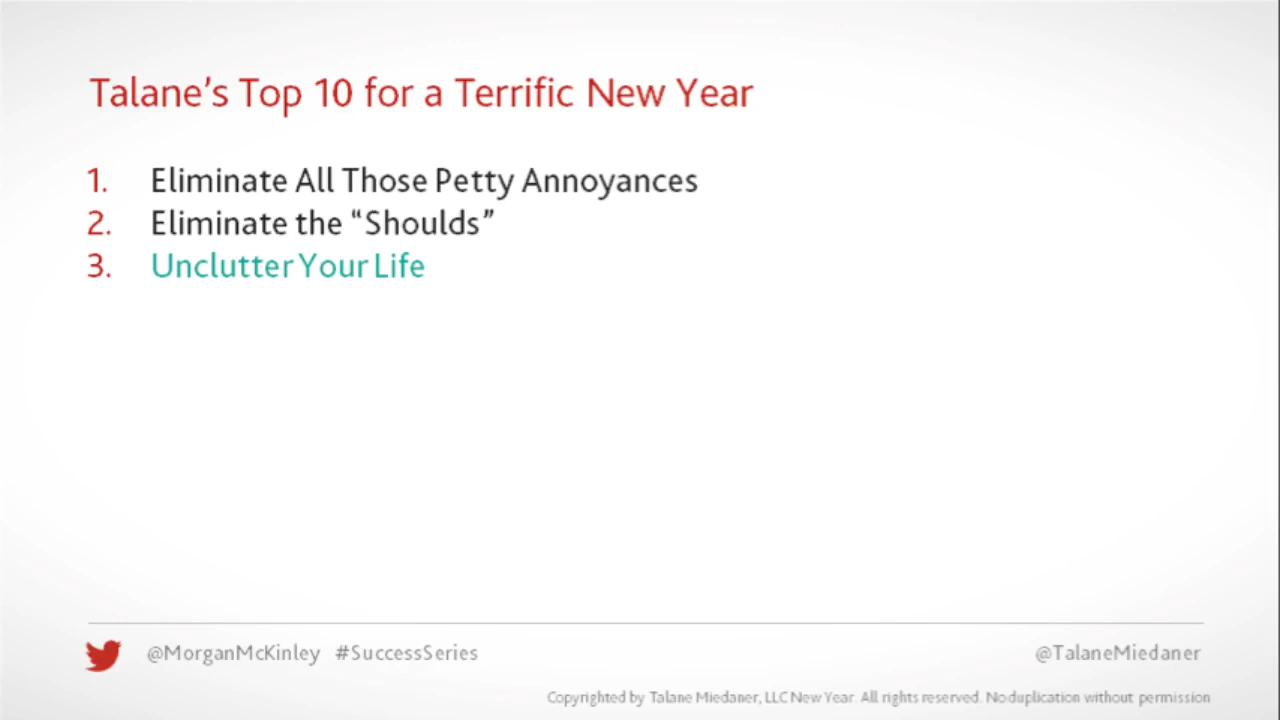 Talane’s Top 10 for a Terrific New Year
1. Eliminate All Those Petty Annoyances
2. Eliminate the “Shoulds”
3. Unclutter Your Life
@MorganMcKinley #SuccessSeries
@TalaneMiedaner
Copyrighted by Talane Miedaner, LLC New Year. All rights reserved. No duplication without permission